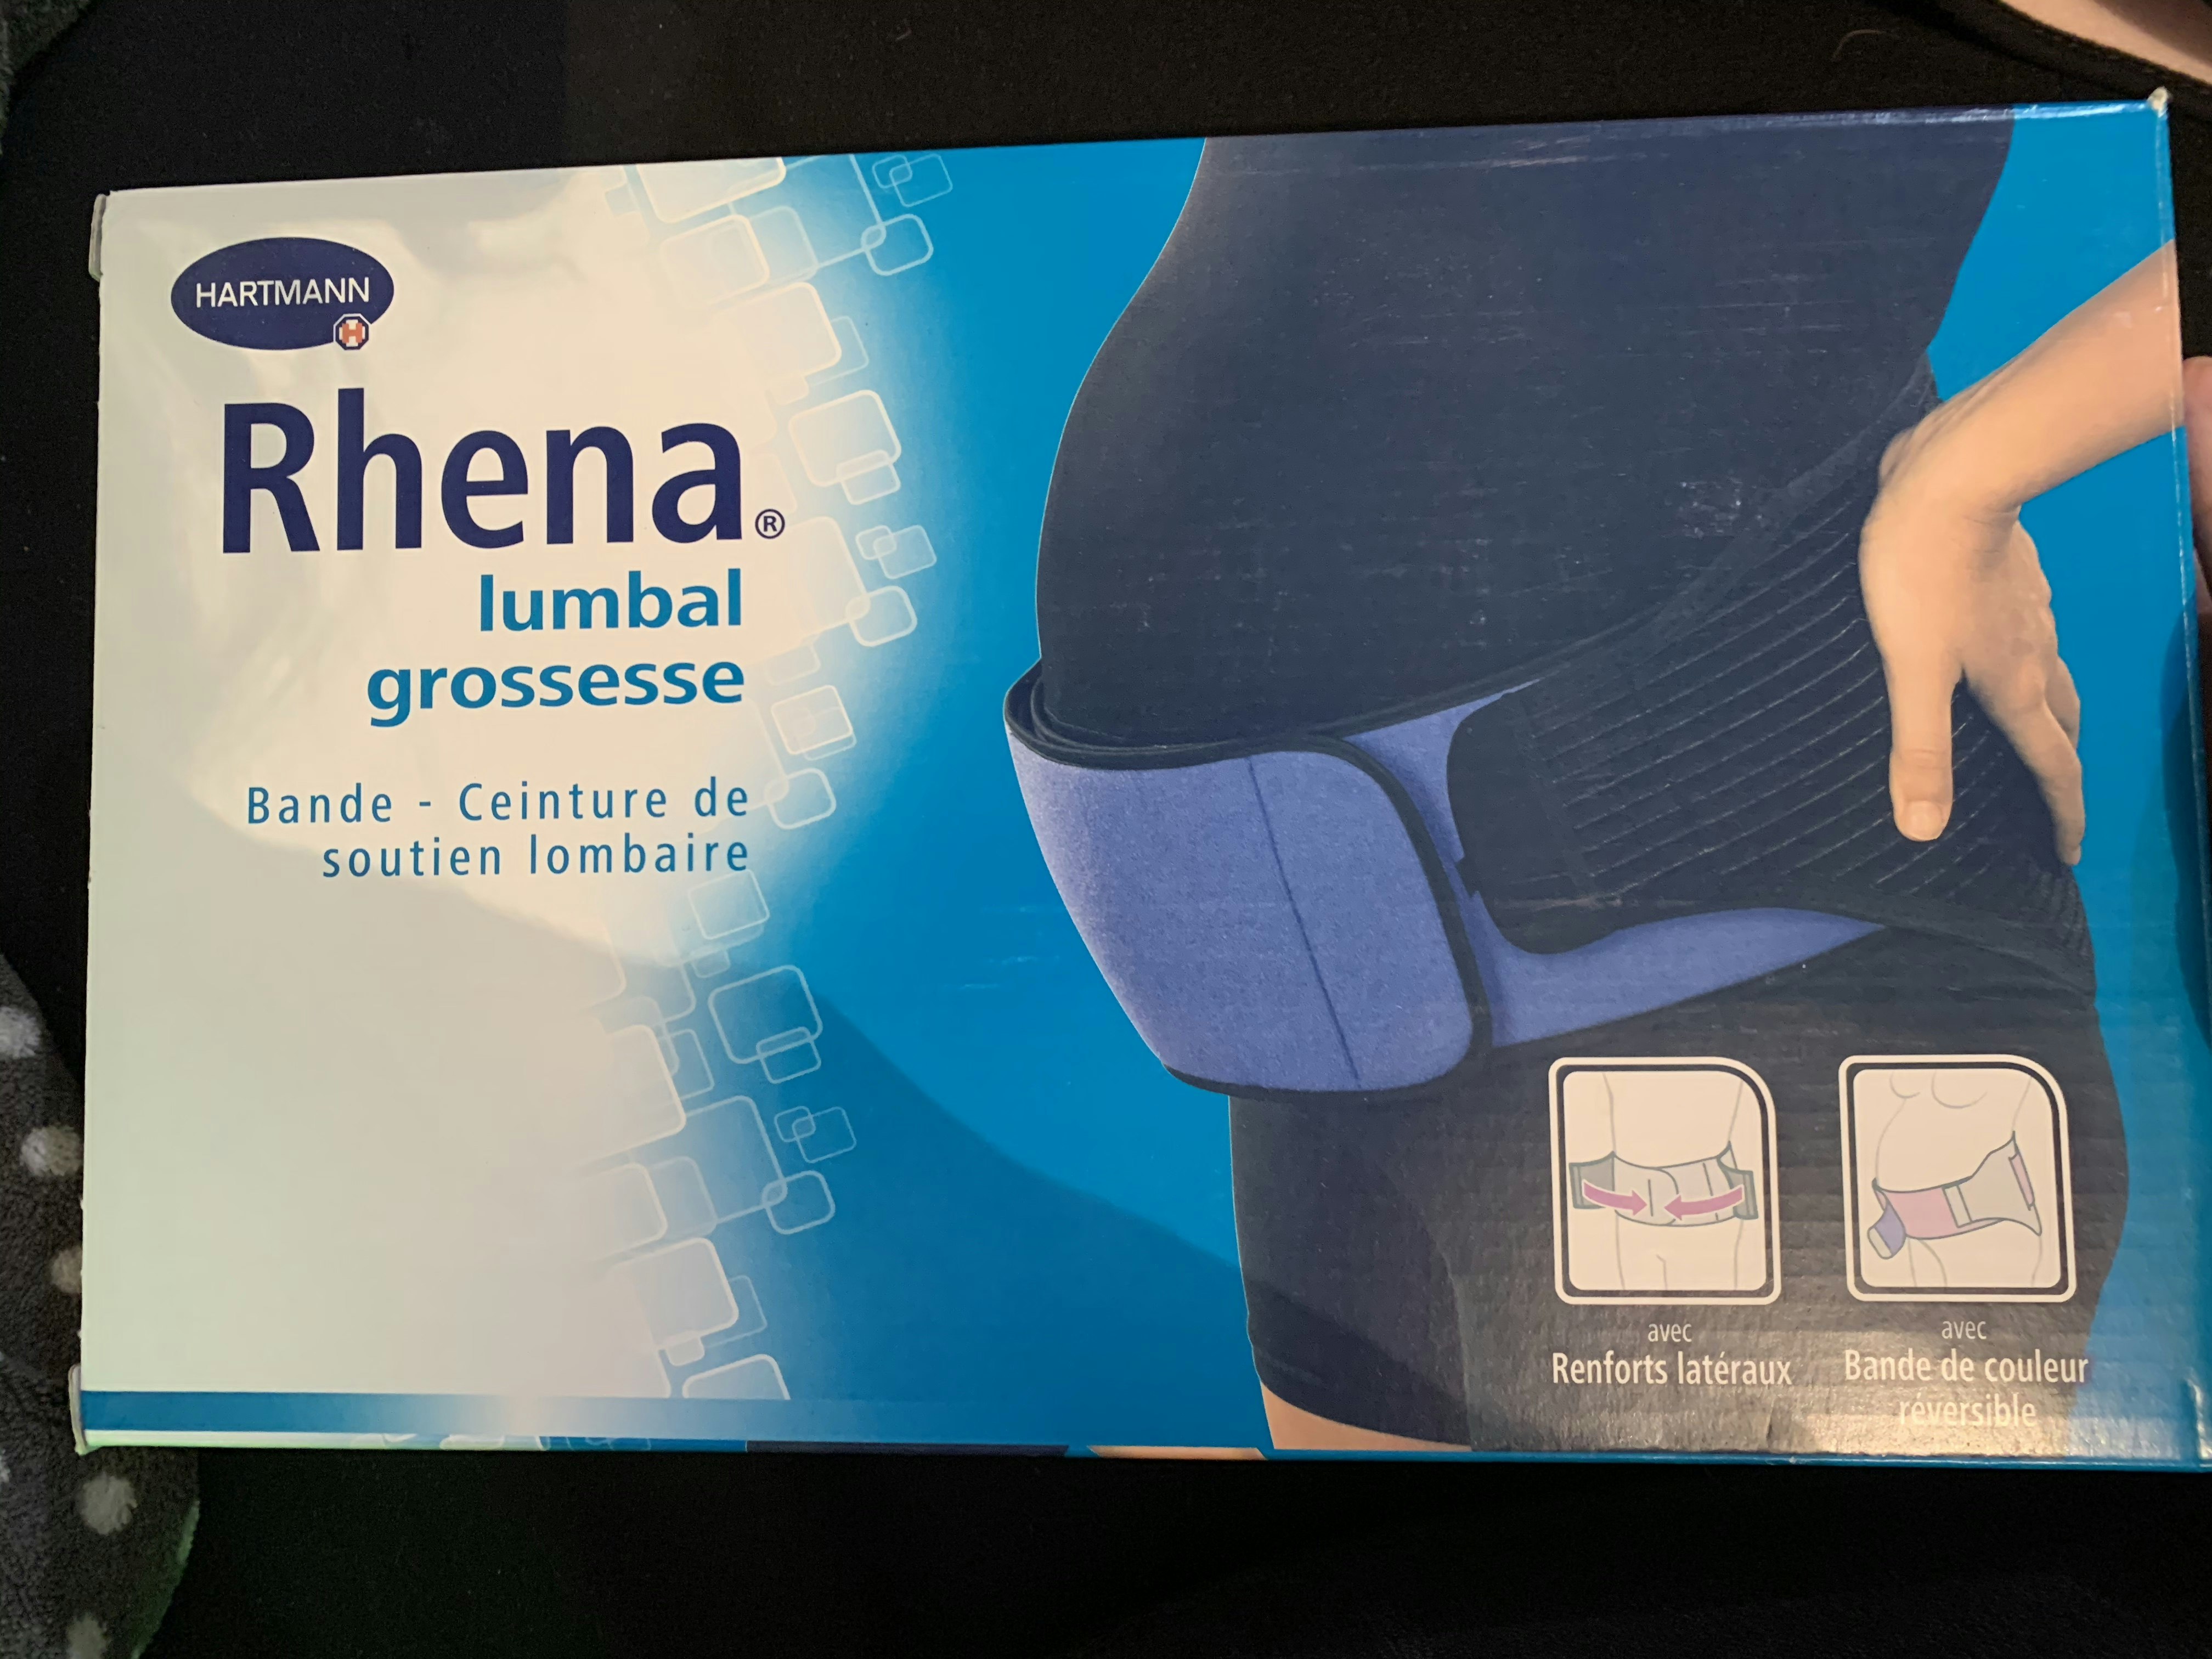 HARTMANN
Rhena®
lumbal
grossesse
Bande - Ceinture de
soutien lombaire
avec
Renforts latéraux
avec
Bande de couleur
réversible